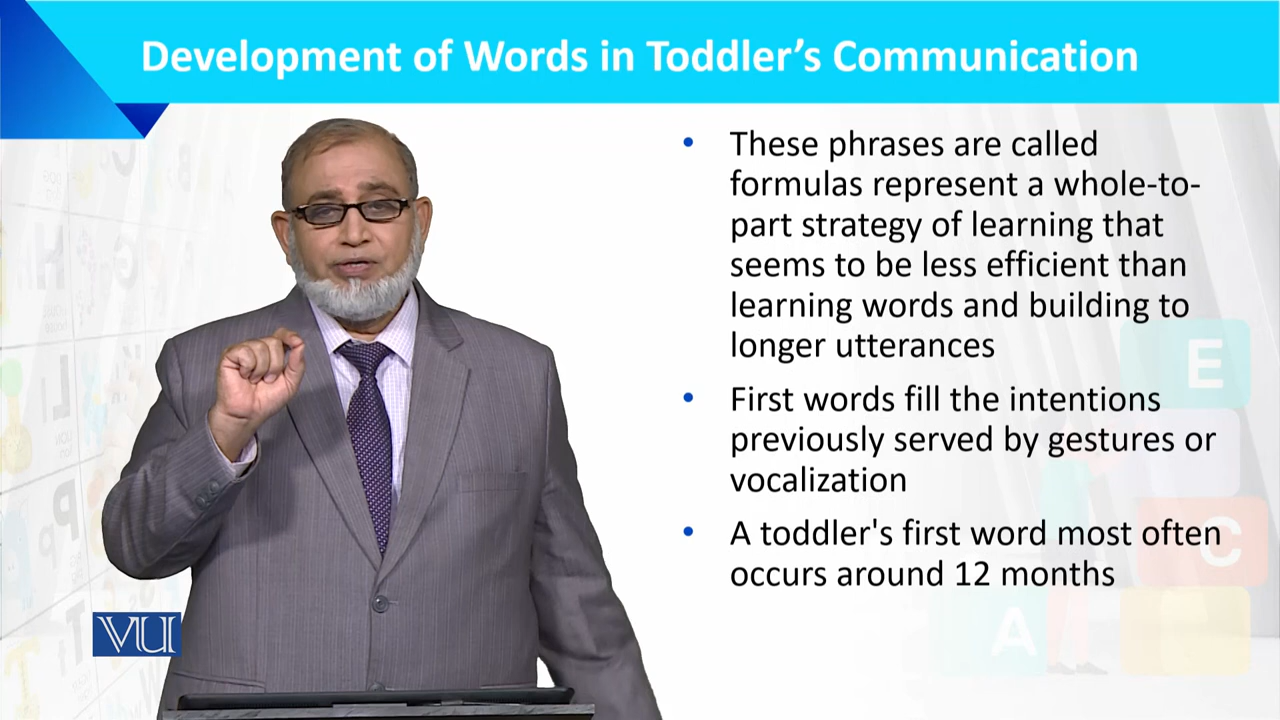 Development of Words in Toddler's Communication
• These phrases are called
formulas represent a whole-to-
part strategy of learning that
seems to be less efficient than
learning words and building to
longer utterances
• First words fill the intentions
previously served by gestures or
vocalization
• A toddler's first word most often
occurs around 12 months
E
C
A
VU